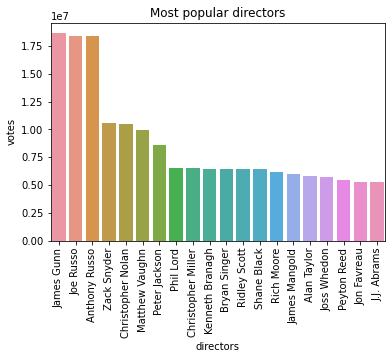 Most popular directors
1e7
1.75
1.50
1.25
1.00
0.75
0.50
0.25
0.00
votes
James Gunn
Joe Russo
Anthony Russo
Zack Snyder
Christopher Nolan
Matthew Vaughn
Peter Jackson
Phil Lord
Christopher Miller
Kenneth Branagh
Bryan Singer
Ridley Scott
Shane Black
Rich Moore
James Mangold
Alan Taylor
Joss Whedon
Peyton Reed
Jon Favreau
J.J. Abrams
directors